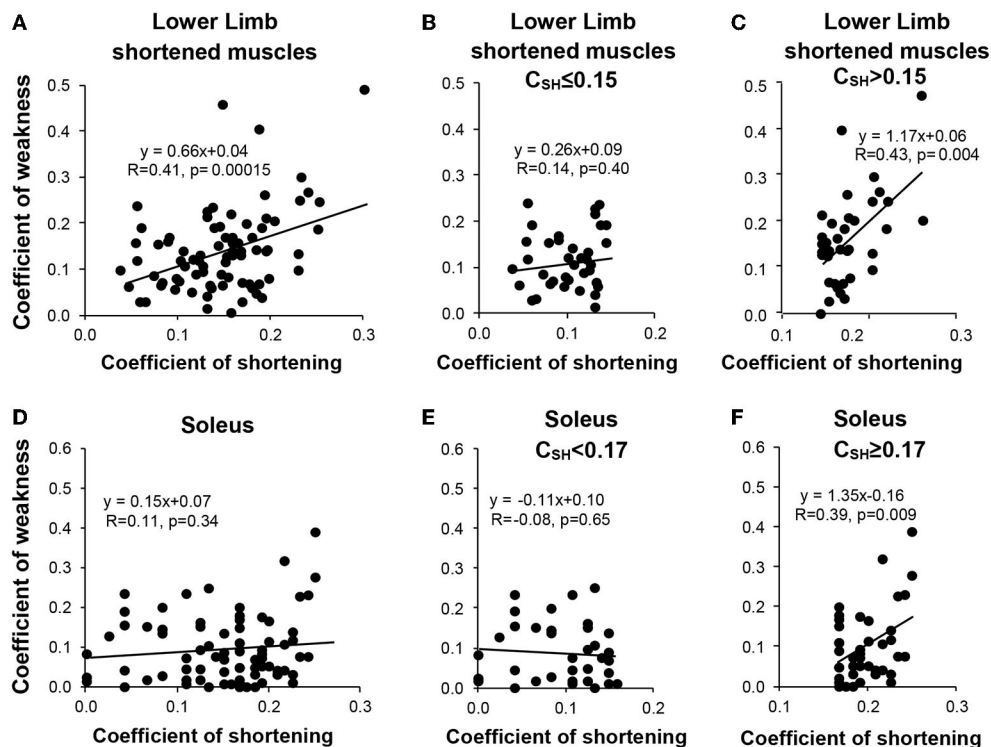 A
Lower Limb
shortened muscles
Coefficient of weakness
0.5
0.4
0.3
0.2
0.1
0.0
y = 0.66x+0.04
R=0.41, p= 0.00015
0.0
0.1
0.2
0.3
Coefficient of shortening
B
Lower Limb
shortened muscles
CSH≤0.15
0.5
0.4
0.3
0.2
0.1
0.0
y = 0.26x+0.09
R=0.14, p=0.40
0.0
0.1
0.2
Coefficient of shortening
C
Lower Limb
shortened muscles
CSH>0.15
0.5
0.4
0.3
0.2
0.1
0.0
y = 1.17x+0.06
R=0.43, p=0.004
0.1
0.2
0.3
Coefficient of shortening
D
Soleus
Coefficient of weakness
0.6
0.5
0.4
0.3
0.2
0.1
0.0
y = 0.15x+0.07
R=0.11, p=0.34
0.0
0.1
0.2
0.3
Coefficient of shortening
E
Soleus
CSH<0.17
0.6
0.5
0.4
0.3
0.2
0.1
0.0
y = -0.11x+0.10
R=-0.08, p=0.65
0.0
0.1
0.2
Coefficient of shortening
F
Soleus
CSH≥0.17
0.6
0.5
0.4
0.3
0.2
0.1
0.0
y = 1.35x-0.16
R=0.39, p=0.009
0.1
0.2
0.3
Coefficient of shortening